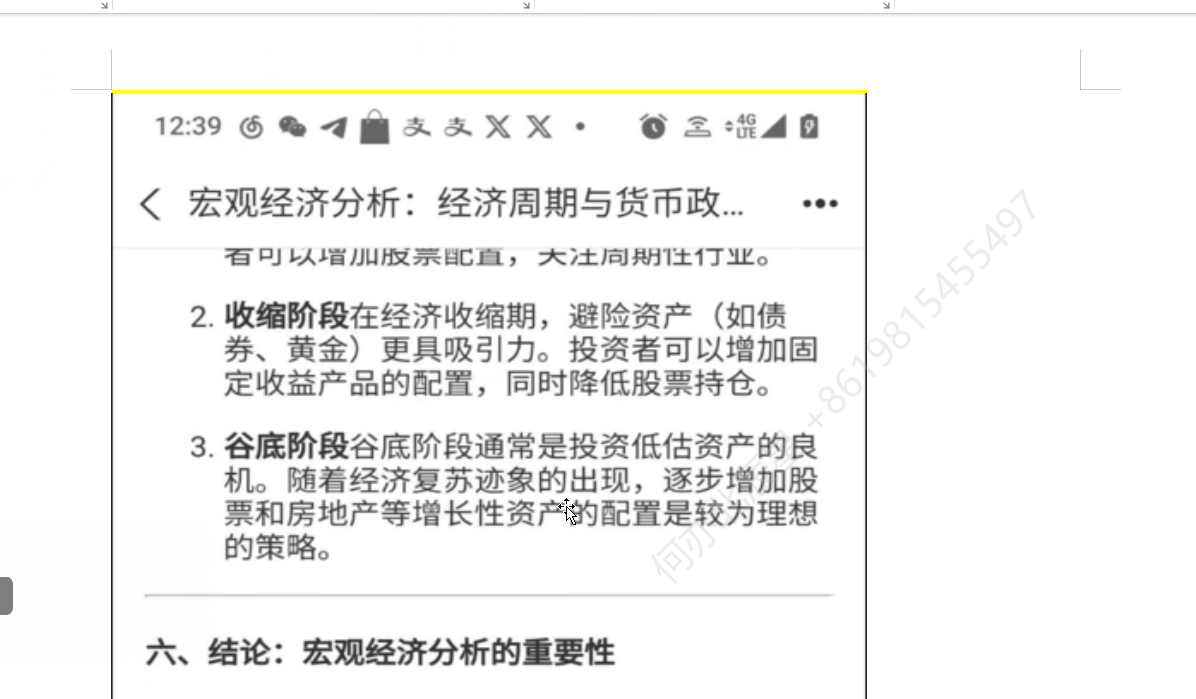 12:39 支 支 X X 4G LTE
宏观经济分析：经济周期与货币政...
者可以增加股票配置，关注周期性行业。
2. 收缩阶段在经济收缩期，避险资产（如债
券、黄金）更具吸引力。投资者可以增加固
定收益产品的配置，同时降低股票持仓。
3. 谷底阶段谷底阶段通常是投资低估资产的良
机。随着经济复苏迹象的出现，逐步增加股
票和房地产等增长性资产的配置是较为理想
的策略。
六、结论：宏观经济分析的重要性
+8619815455497